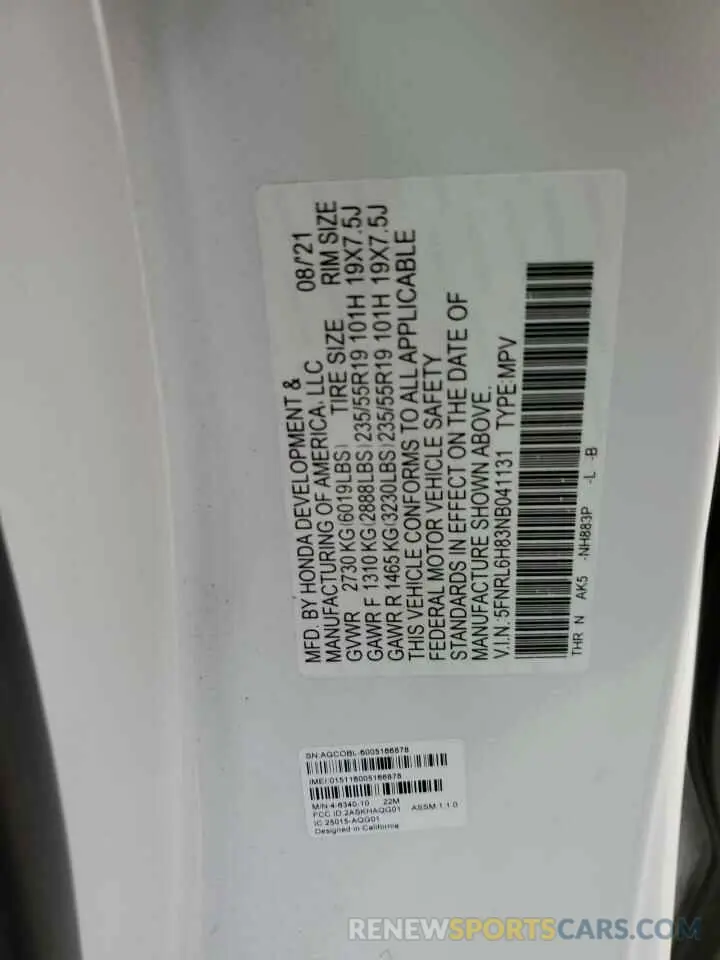 MFD. BY HONDA DEVELOPMENT &
MANUFACTURING OF AMERICA, LLC 08/'21
GVWR 2730 KG(6019LBS) TIRE SIZE RIM SIZE
GAWR F 1310 KG(2888LBS)235/55R19 101H 19X7.5J
GAWR R 1465 KG(3230LBS)235/55R19 101H 19X7.5J
THIS VEHICLE CONFORMS TO ALL APPLICABLE
FEDERAL MOTOR VEHICLE SAFETY
STANDARDS IN EFFECT ON THE DATE OF
MANUFACTURE SHOWN ABOVE.
V.I.N.:5FNRL6H83NB041131 TYPE:MPV
THR N AK5 -NH883P -L -B
SN:AGCOBL-6005166878
IMEI:015116005166878
M/N:4-6340-10 22M
FCC ID:2ASKHAQG01 ASSM:1.1.0
IC:25015-AQG01
Designed in California
RENEWSPORTSCARS.COM